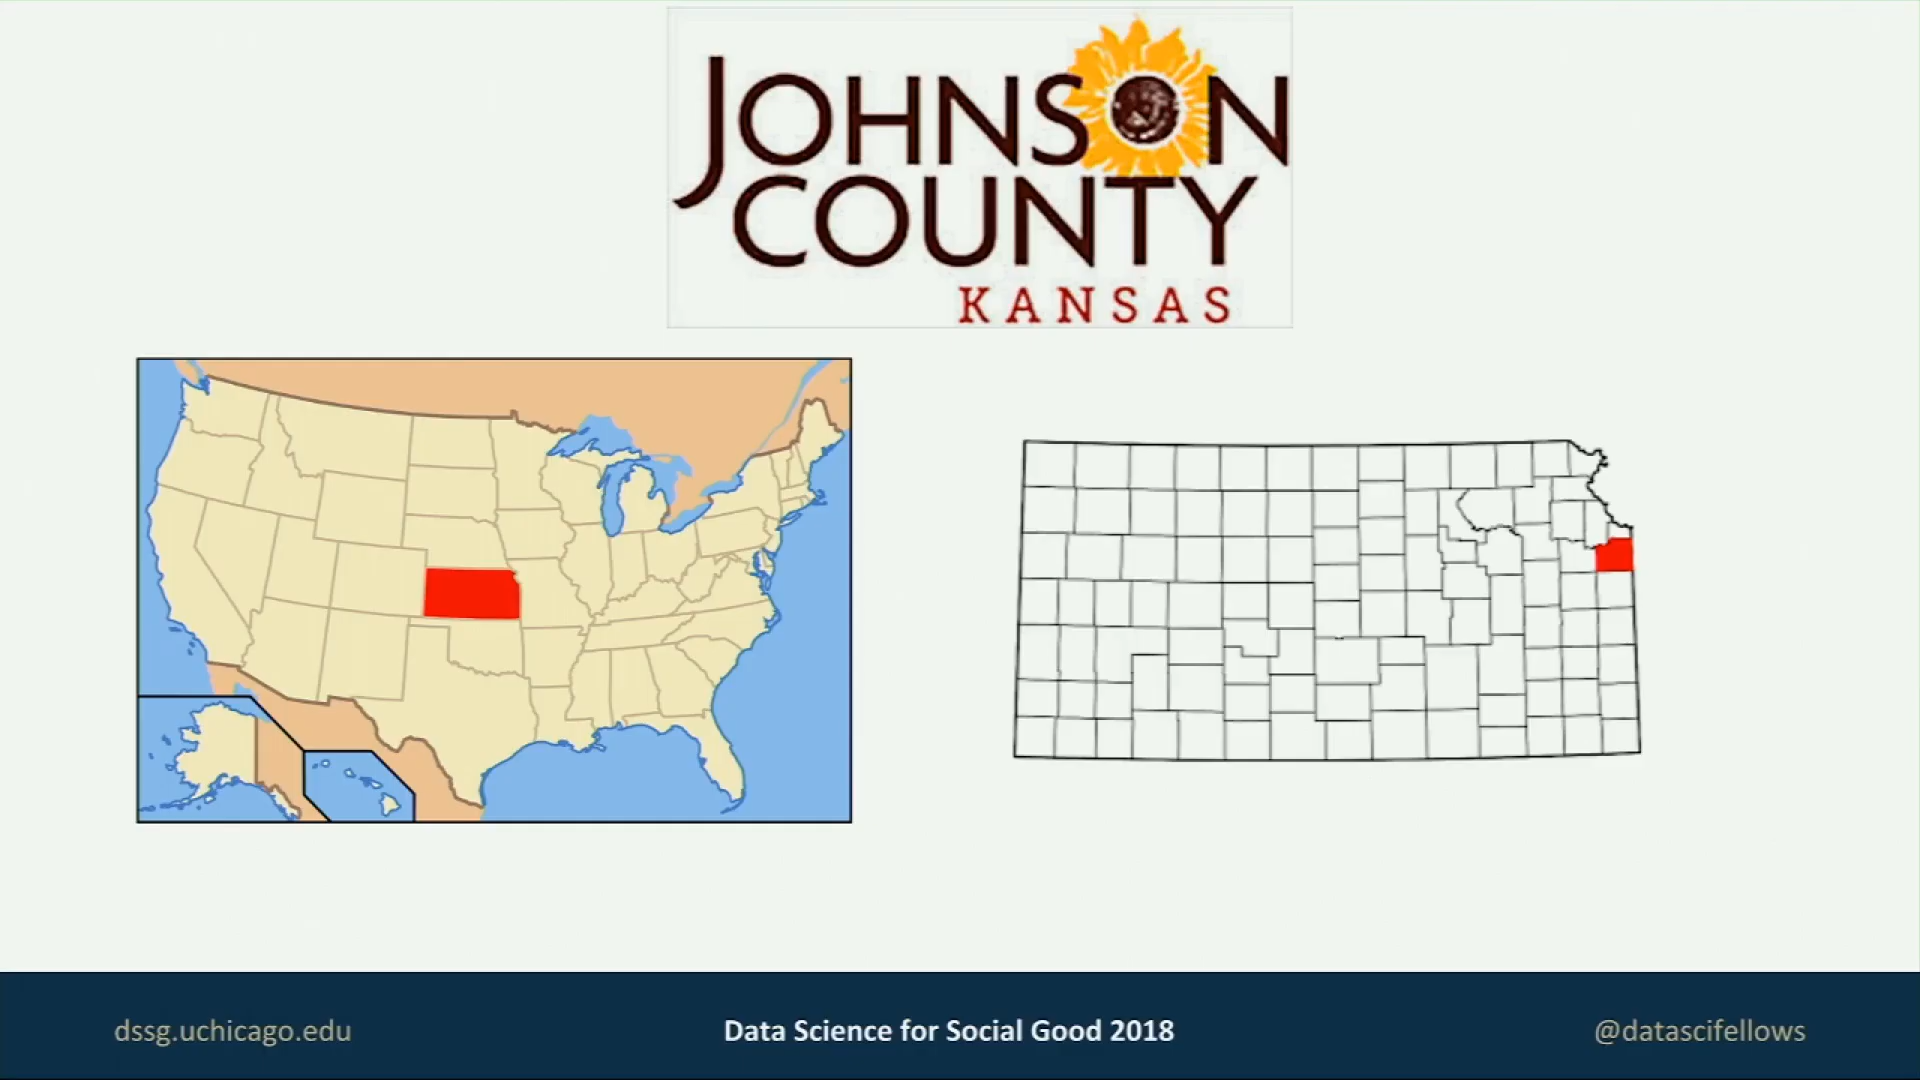 JOHNSON
COUNTY
KANSAS
dssg.uchicago.edu
Data Science for Social Good 2018
@datascifellows